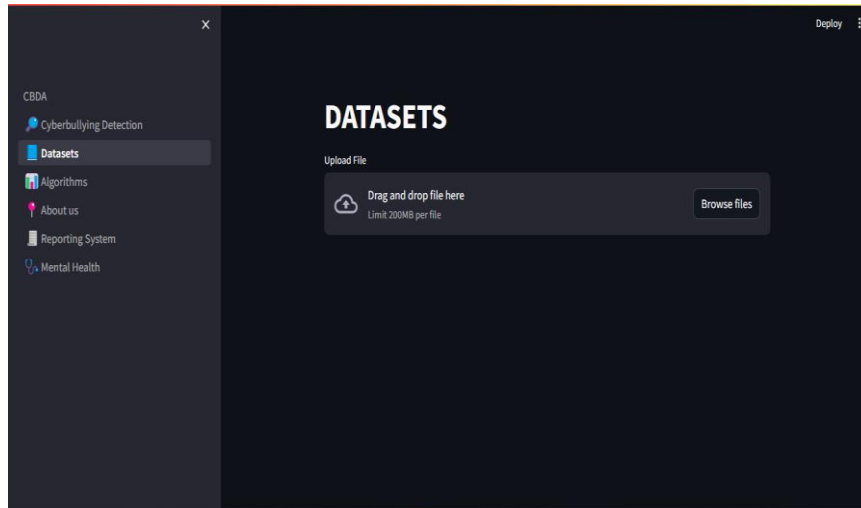 X
Deploy
CBDA
Cyberbullying Detection
Datasets
Algorithms
About us
Reporting System
Mental Health
DATASETS
Upload File
Drag and drop file here
Limit 200MB per file
Browse files